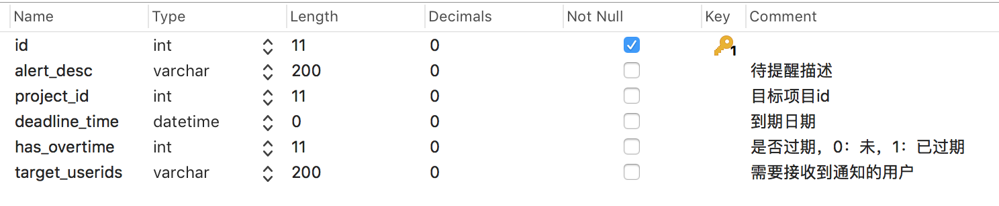 Name Type Length Decimals Not Null Key Comment
id int 11 0 1
alert_desc varchar 200 0 待提醒描述
project_id int 11 0 目标项目id
deadline_time datetime 0 0 到期日期
has_overtime int 11 0 是否过期，0：未，1：已过期
target_userids varchar 200 0 需要接收到通知的用户